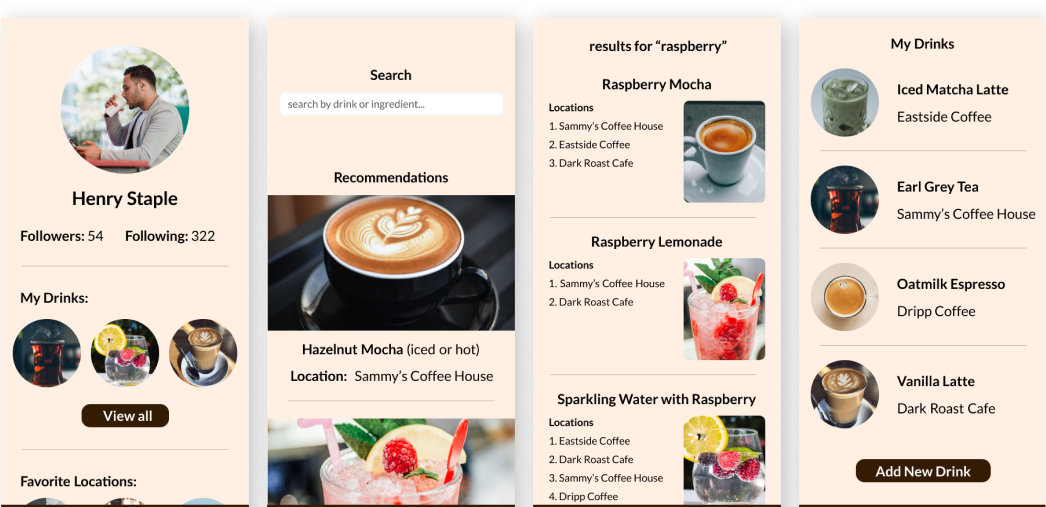 Henry Staple
Followers: 54 Following: 322
My Drinks:
View all
Favorite Locations:
Search
search by drink or ingredient...
Recommendations
Hazelnut Mocha (iced or hot)
Location: Sammy's Coffee House
results for “raspberry”
Raspberry Mocha
Locations
1. Sammy's Coffee House
2. Eastside Coffee
3. Dark Roast Cafe
Raspberry Lemonade
Locations
1. Sammy's Coffee House
2. Dark Roast Cafe
Sparkling Water with Raspberry
Locations
1. Eastside Coffee
2. Dark Roast Cafe
3. Sammy's Coffee House
4. Dripp Coffee
My Drinks
Iced Matcha Latte
Eastside Coffee
Earl Grey Tea
Sammy's Coffee House
Oatmilk Espresso
Dripp Coffee
Vanilla Latte
Dark Roast Cafe
Add New Drink